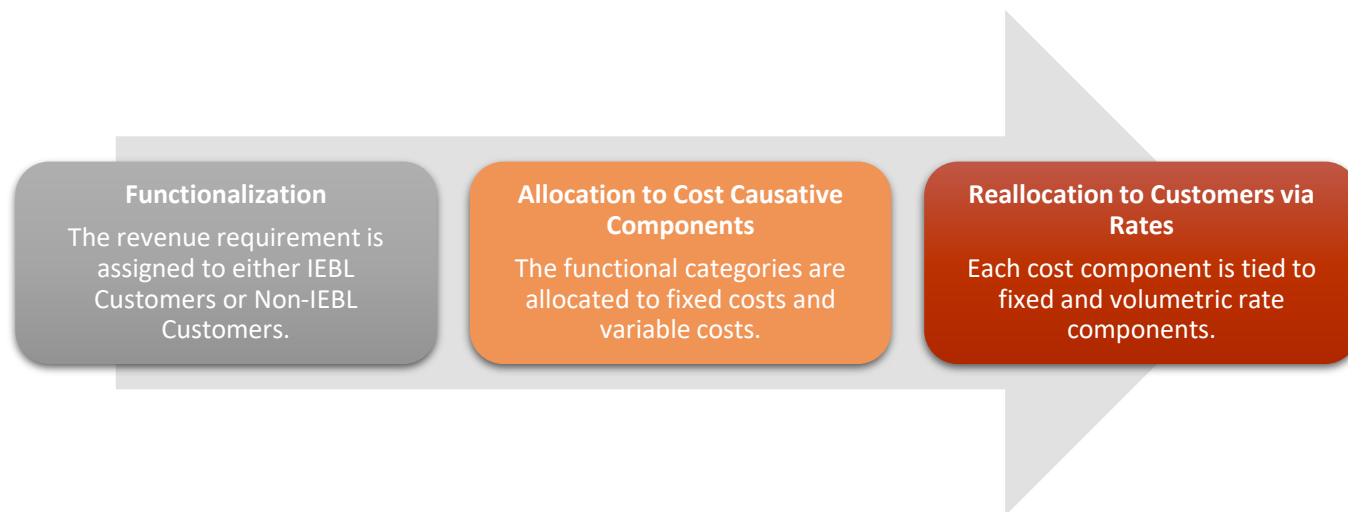 Functionalization
The revenue requirement is
assigned to either IEBL
Customers or Non-IEBL
Customers.
Allocation to Cost Causative
Components
The functional categories are
allocated to fixed costs and
variable costs.
Reallocation to Customers via
Rates
Each cost component is tied to
fixed and volumetric rate
components.